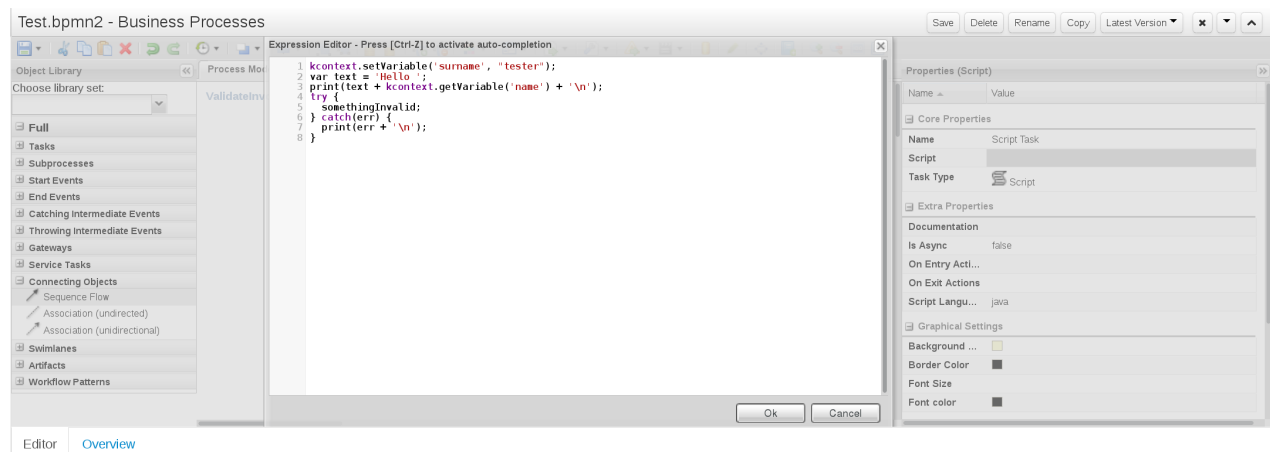 Test.bpmn2 - Business Processes
Save Delete Rename Copy Latest Version
Expression Editor - Press [Ctrl-Z] to activate auto-completion
Object Library
Choose library set:
Full
Tasks
Subprocesses
Start Events
End Events
Catching Intermediate Events
Throwing Intermediate Events
Gateways
Service Tasks
Connecting Objects
Sequence Flow
Association (undirected)
Association (unidirectional)
Swimlanes
Artifacts
Workflow Patterns
Process Mo
ValidateInv
1 kcontext.setVariable('surname', "tester");
2 var text = 'Hello ';
3 print(text + kcontext.getVariable('name') + '\n');
4 try {
5   somethingInvalid;
6 } catch(err) {
7   print(err + '\n');
8 }
Ok Cancel
Properties (Script)
Name Value
Core Properties
Name Script Task
Script
Task Type Script
Extra Properties
Documentation
Is Async false
On Entry Acti...
On Exit Actions
Script Langu... java
Graphical Settings
Background ...
Border Color
Font Size
Font color
Editor Overview